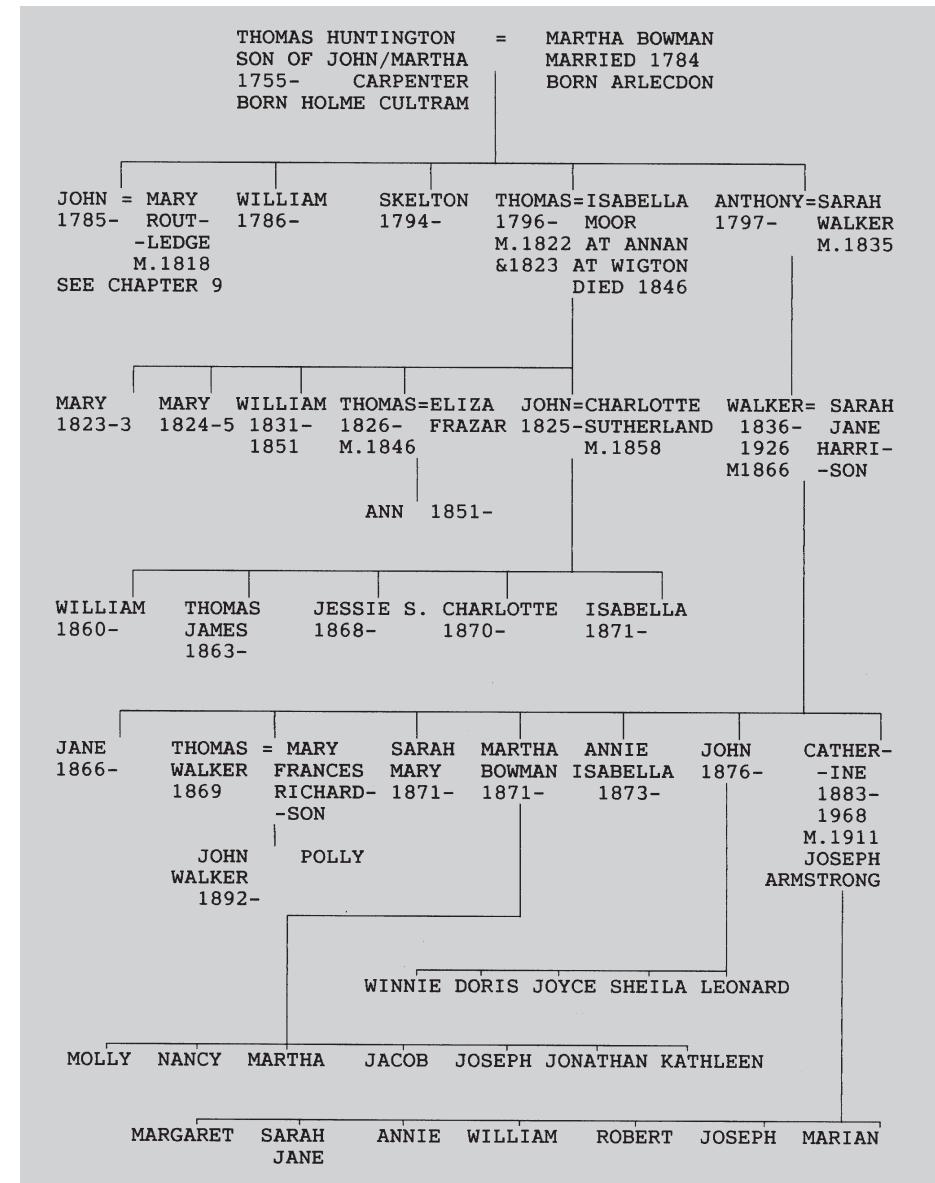 THOMAS HUNTINGTON = MARTHA BOWMAN
SON OF JOHN/MARTHA MARRIED 1784
1755- CARPENTER BORN ARLECDON
BORN HOLME CULTRAM
JOHN = MARY WILLIAM SKELTON THOMAS=ISABELLA ANTHONY=SARAH
1785- ROUT- 1786- 1794- 1796- MOOR 1797- WALKER
-LEDGE M.1822 AT ANNAN M.1835
M.1818 &1823 AT WIGTON
SEE CHAPTER 9 DIED 1846
MARY MARY WILLIAM THOMAS=ELIZA JOHN=CHARLOTTE WALKER= SARAH
1823-3 1824-5 1831- 1826- FRAZAR 1825-SUTHERLAND 1836- JANE
1851 M.1846 M.1858 1926 HARRI-
M1866 -SON
ANN 1851-
WILLIAM THOMAS JESSIE S. CHARLOTTE ISABELLA
1860- JAMES 1868- 1870- 1871-
1863-
JANE THOMAS = MARY SARAH MARTHA ANNIE JOHN CATHER-
1866- WALKER FRANCES MARY BOWMAN ISABELLA 1876- -INE
1869 RICHARD- 1871- 1871- 1873- 1883-
-SON 1968
M.1911
JOHN POLLY JOSEPH
WALKER ARMSTRONG
1892-
WINNIE DORIS JOYCE SHEILA LEONARD
MOLLY NANCY MARTHA JACOB JOSEPH JONATHAN KATHLEEN
MARGARET SARAH ANNIE WILLIAM ROBERT JOSEPH MARIAN
JANE